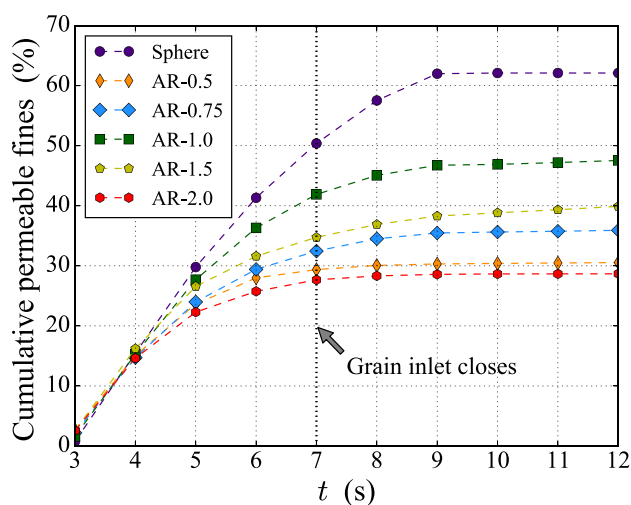 Cumulative permeable fines (%)
70
60
50
40
30
20
10
0
Sphere
AR-0.5
AR-0.75
AR-1.0
AR-1.5
AR-2.0
Grain inlet closes
3 4 5 6 7 8 9 10 11 12
t (s)